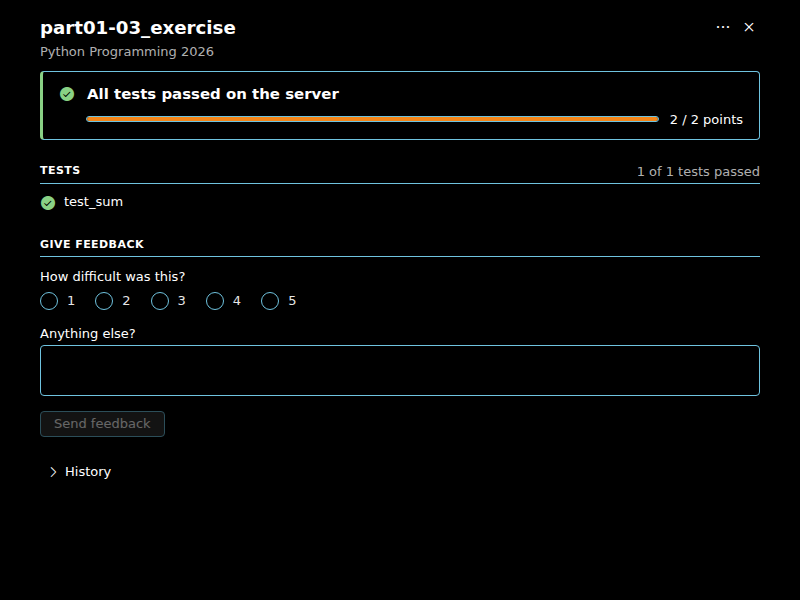 part01-03_exercise
Python Programming 2026
All tests passed on the server
2 / 2 points
TESTS
1 of 1 tests passed
test_sum
GIVE FEEDBACK
How difficult was this?
1 2 3 4 5
Anything else?
Send feedback
History